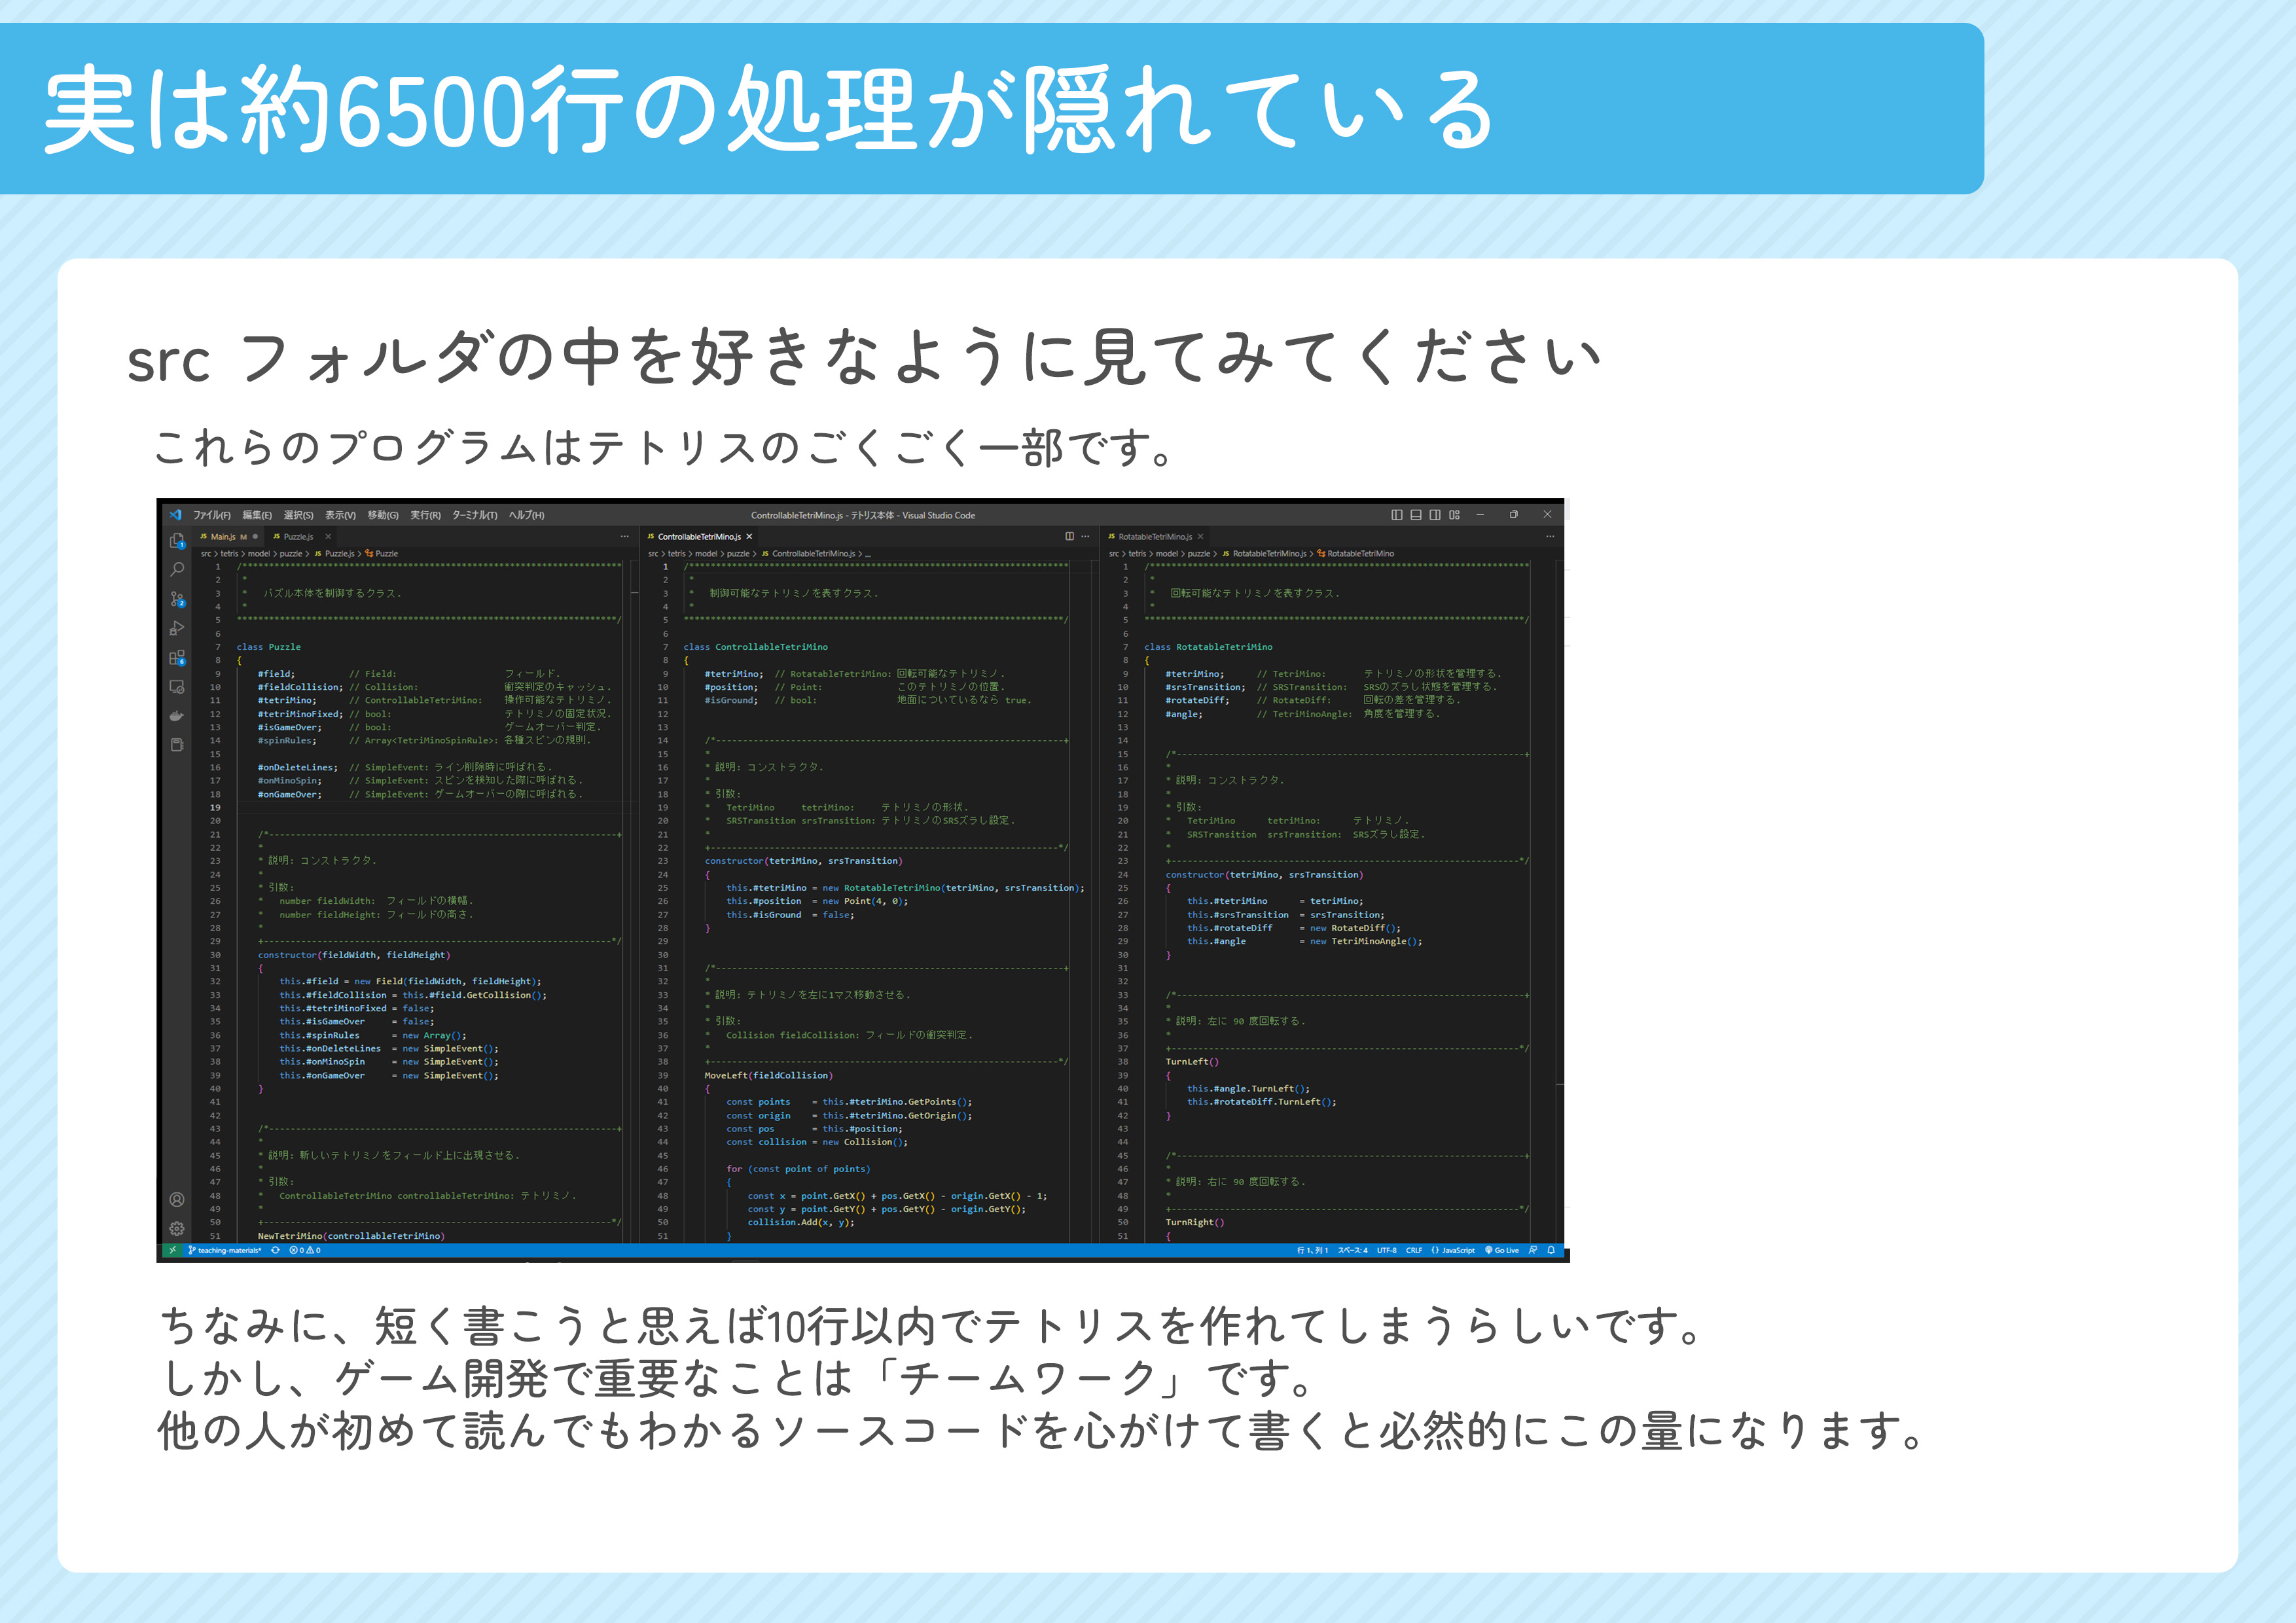 実は約6500行の処理が隠れている
src フォルダの中を好きなように見てみてください
これらのプログラムはテトリスのごくごく一部です。
ファイル(F) 編集(E) 選択(S) 表示(V) 移動(G) 実行(R) ターミナル(T) ヘルプ(H) ControllableTetriMino.js - テトリス本体 - Visual Studio Code
JS Main.js M JS Puzzle.js
src > tetris > model > puzzle > JS Puzzle.js > Puzzle
1 /***********************************************************************
2 *
3 * パズル本体を制御するクラス.
4 *
5 ***********************************************************************/
6
7 class Puzzle
8 {
9 #field; // Field: フィールド.
10 #fieldCollision; // Collision: 衝突判定のキャッシュ.
11 #tetriMino; // ControllableTetriMino: 操作可能なテトリミノ.
12 #tetriMinoFixed; // bool: テトリミノの固定状況.
13 #isGameOver; // bool: ゲームオーバー判定.
14 #spinRules; // Array<TetriMinoSpinRule>: 各種スピンの規則.
15
16 #onDeleteLines; // SimpleEvent: ライン削除時に呼ばれる.
17 #onMinoSpin; // SimpleEvent: スピンを検知した際に呼ばれる.
18 #onGameOver; // SimpleEvent: ゲームオーバーの際に呼ばれる.
19
20
21 /*-----------------------------------------------------------------+
22 *
23 * 説明: コンストラクタ.
24 *
25 * 引数:
26 * number fieldWidth: フィールドの横幅.
27 * number fieldHeight: フィールドの高さ.
28 *
29 +-----------------------------------------------------------------*/
30 constructor(fieldWidth, fieldHeight)
31 {
32 this.#field = new Field(fieldWidth, fieldHeight);
33 this.#fieldCollision = this.#field.GetCollision();
34 this.#tetriMinoFixed = false;
35 this.#isGameOver = false;
36 this.#spinRules = new Array();
37 this.#onDeleteLines = new SimpleEvent();
38 this.#onMinoSpin = new SimpleEvent();
39 this.#onGameOver = new SimpleEvent();
40 }
41
42
43 /*-----------------------------------------------------------------+
44 *
45 * 説明: 新しいテトリミノをフィールド上に出現させる.
46 *
47 * 引数:
48 * ControllableTetriMino controllableTetriMino: テトリミノ.
49 *
50 +-----------------------------------------------------------------*/
51 NewTetriMino(controllableTetriMino)
JS ControllableTetriMino.js
src > tetris > model > puzzle > JS ControllableTetriMino.js > ...
1 /***********************************************************************
2 *
3 * 制御可能なテトリミノを表すクラス.
4 *
5 ***********************************************************************/
6
7 class ControllableTetriMino
8 {
9 #tetriMino; // RotatableTetriMino: 回転可能なテトリミノ.
10 #position; // Point: このテトリミノの位置.
11 #isGround; // bool: 地面についているなら true.
12
13
14 /*-----------------------------------------------------------------+
15 *
16 * 説明: コンストラクタ.
17 *
18 * 引数:
19 * TetriMino tetriMino: テトリミノの形状.
20 * SRSTransition srsTransition: テトリミノのSRSズラし設定.
21 *
22 +-----------------------------------------------------------------*/
23 constructor(tetriMino, srsTransition)
24 {
25 this.#tetriMino = new RotatableTetriMino(tetriMino, srsTransition);
26 this.#position = new Point(4, 0);
27 this.#isGround = false;
28 }
29
30
31 /*-----------------------------------------------------------------+
32 *
33 * 説明: テトリミノを左に1マス移動させる.
34 *
35 * 引数:
36 * Collision fieldCollision: フィールドの衝突判定.
37 *
38 +-----------------------------------------------------------------*/
39 MoveLeft(fieldCollision)
40 {
41 const points = this.#tetriMino.GetPoints();
42 const origin = this.#tetriMino.GetOrigin();
43 const pos = this.#position;
44 const collision = new Collision();
45
46 for (const point of points)
47 {
48 const x = point.GetX() + pos.GetX() - origin.GetX() - 1;
49 const y = point.GetY() + pos.GetY() - origin.GetY();
50 collision.Add(x, y);
51 }
JS RotatableTetriMino.js
src > tetris > model > puzzle > JS RotatableTetriMino.js > RotatableTetriMino
1 /***********************************************************************
2 *
3 * 回転可能なテトリミノを表すクラス.
4 *
5 ***********************************************************************/
6
7 class RotatableTetriMino
8 {
9 #tetriMino; // TetriMino: テトリミノの形状を管理する.
10 #srsTransition; // SRSTransition: SRSのズラし状態を管理する.
11 #rotateDiff; // RotateDiff: 回転の差を管理する.
12 #angle; // TetriMinoAngle: 角度を管理する.
13
14
15 /*-----------------------------------------------------------------+
16 *
17 * 説明: コンストラクタ.
18 *
19 * 引数:
20 * TetriMino tetriMino: テトリミノ.
21 * SRSTransition srsTransition: SRSズラし設定.
22 *
23 +-----------------------------------------------------------------*/
24 constructor(tetriMino, srsTransition)
25 {
26 this.#tetriMino = tetriMino;
27 this.#srsTransition = srsTransition;
28 this.#rotateDiff = new RotateDiff();
29 this.#angle = new TetriMinoAngle();
30 }
31
32
33 /*-----------------------------------------------------------------+
34 *
35 * 説明: 左に 90 度回転する.
36 *
37 +-----------------------------------------------------------------*/
38 TurnLeft()
39 {
40 this.#angle.TurnLeft();
41 this.#rotateDiff.TurnLeft();
42 }
43
44
45 /*-----------------------------------------------------------------+
46 *
47 * 説明: 右に 90 度回転する.
48 *
49 +-----------------------------------------------------------------*/
50 TurnRight()
51 {
teaching-materials* 0 0 行 1、列 1 スペース: 4 UTF-8 CRLF {} JavaScript Go Live
ちなみに、短く書こうと思えば10行以内でテトリスを作れてしまうらしいです。
しかし、ゲーム開発で重要なことは「チームワーク」です。
他の人が初めて読んでもわかるソースコードを心がけて書くと必然的にこの量になります。